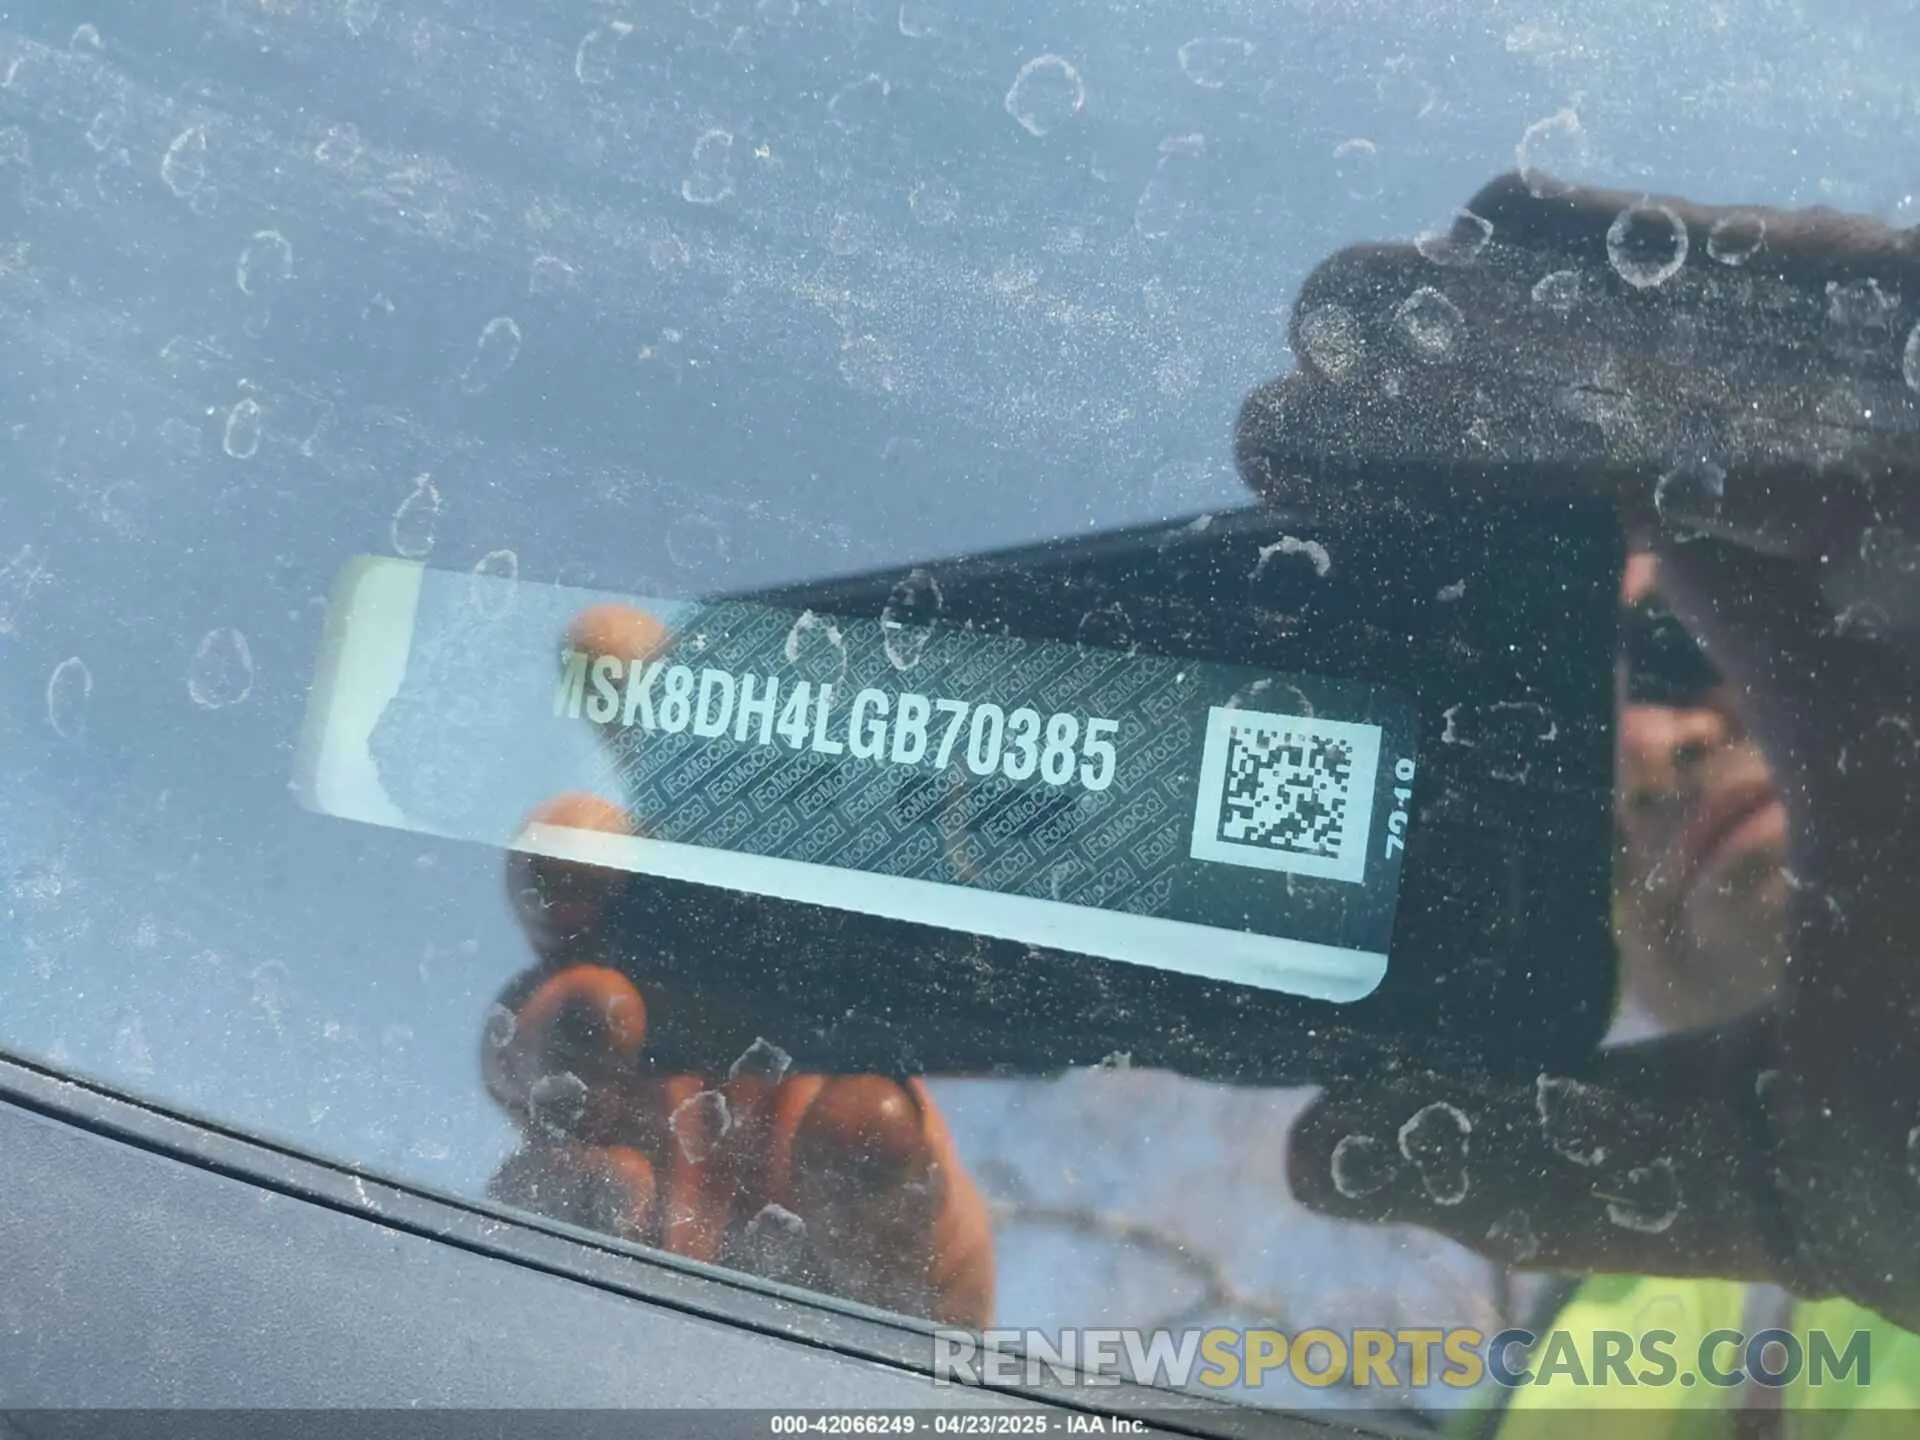 MSK8DH4LGB70385
RENEWSPORTSCARS.COM
000-42066249 - 04/23/2025 - IAA Inc.